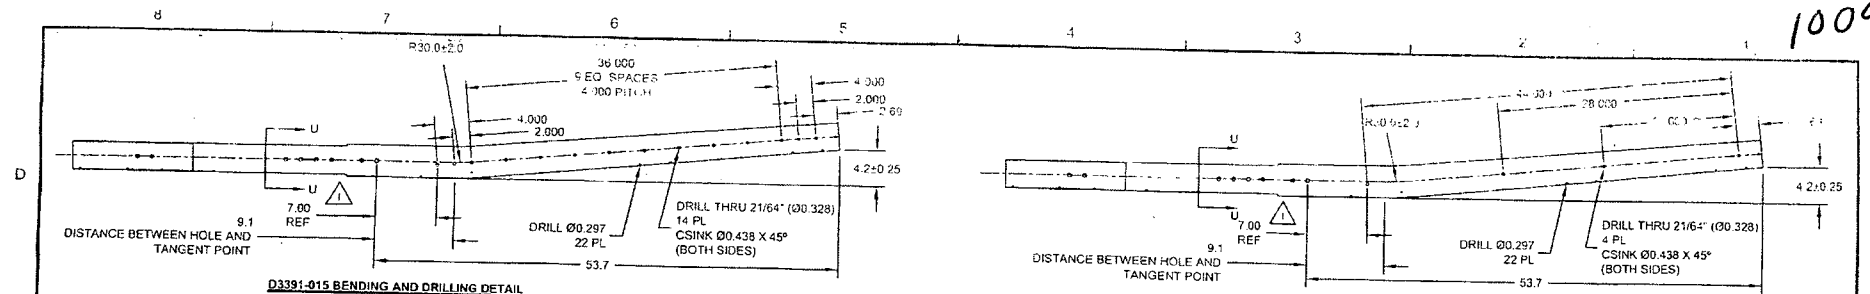 8 7 6 5 4 3 2 1
100
D
R30.0±2.0
36.000
9 EQ. SPACES
4.000 PITCH
4.000
2.000
4.000
2.000
2.69
U
U
4.2±0.25
7.00
REF
9.1
DISTANCE BETWEEN HOLE AND
TANGENT POINT
DRILL Ø0.297
22 PL
DRILL THRU 21/64" (Ø0.328)
14 PL
CSINK Ø0.438 X 45°
(BOTH SIDES)
53.7
D3391-015 BENDING AND DRILLING DETAIL
28.000
R30.0±2.0
U
U
4.2±0.25
7.00
REF
9.1
DISTANCE BETWEEN HOLE AND
TANGENT POINT
DRILL Ø0.297
22 PL
DRILL THRU 21/64" (Ø0.328)
4 PL
CSINK Ø0.438 X 45°
(BOTH SIDES)
53.7